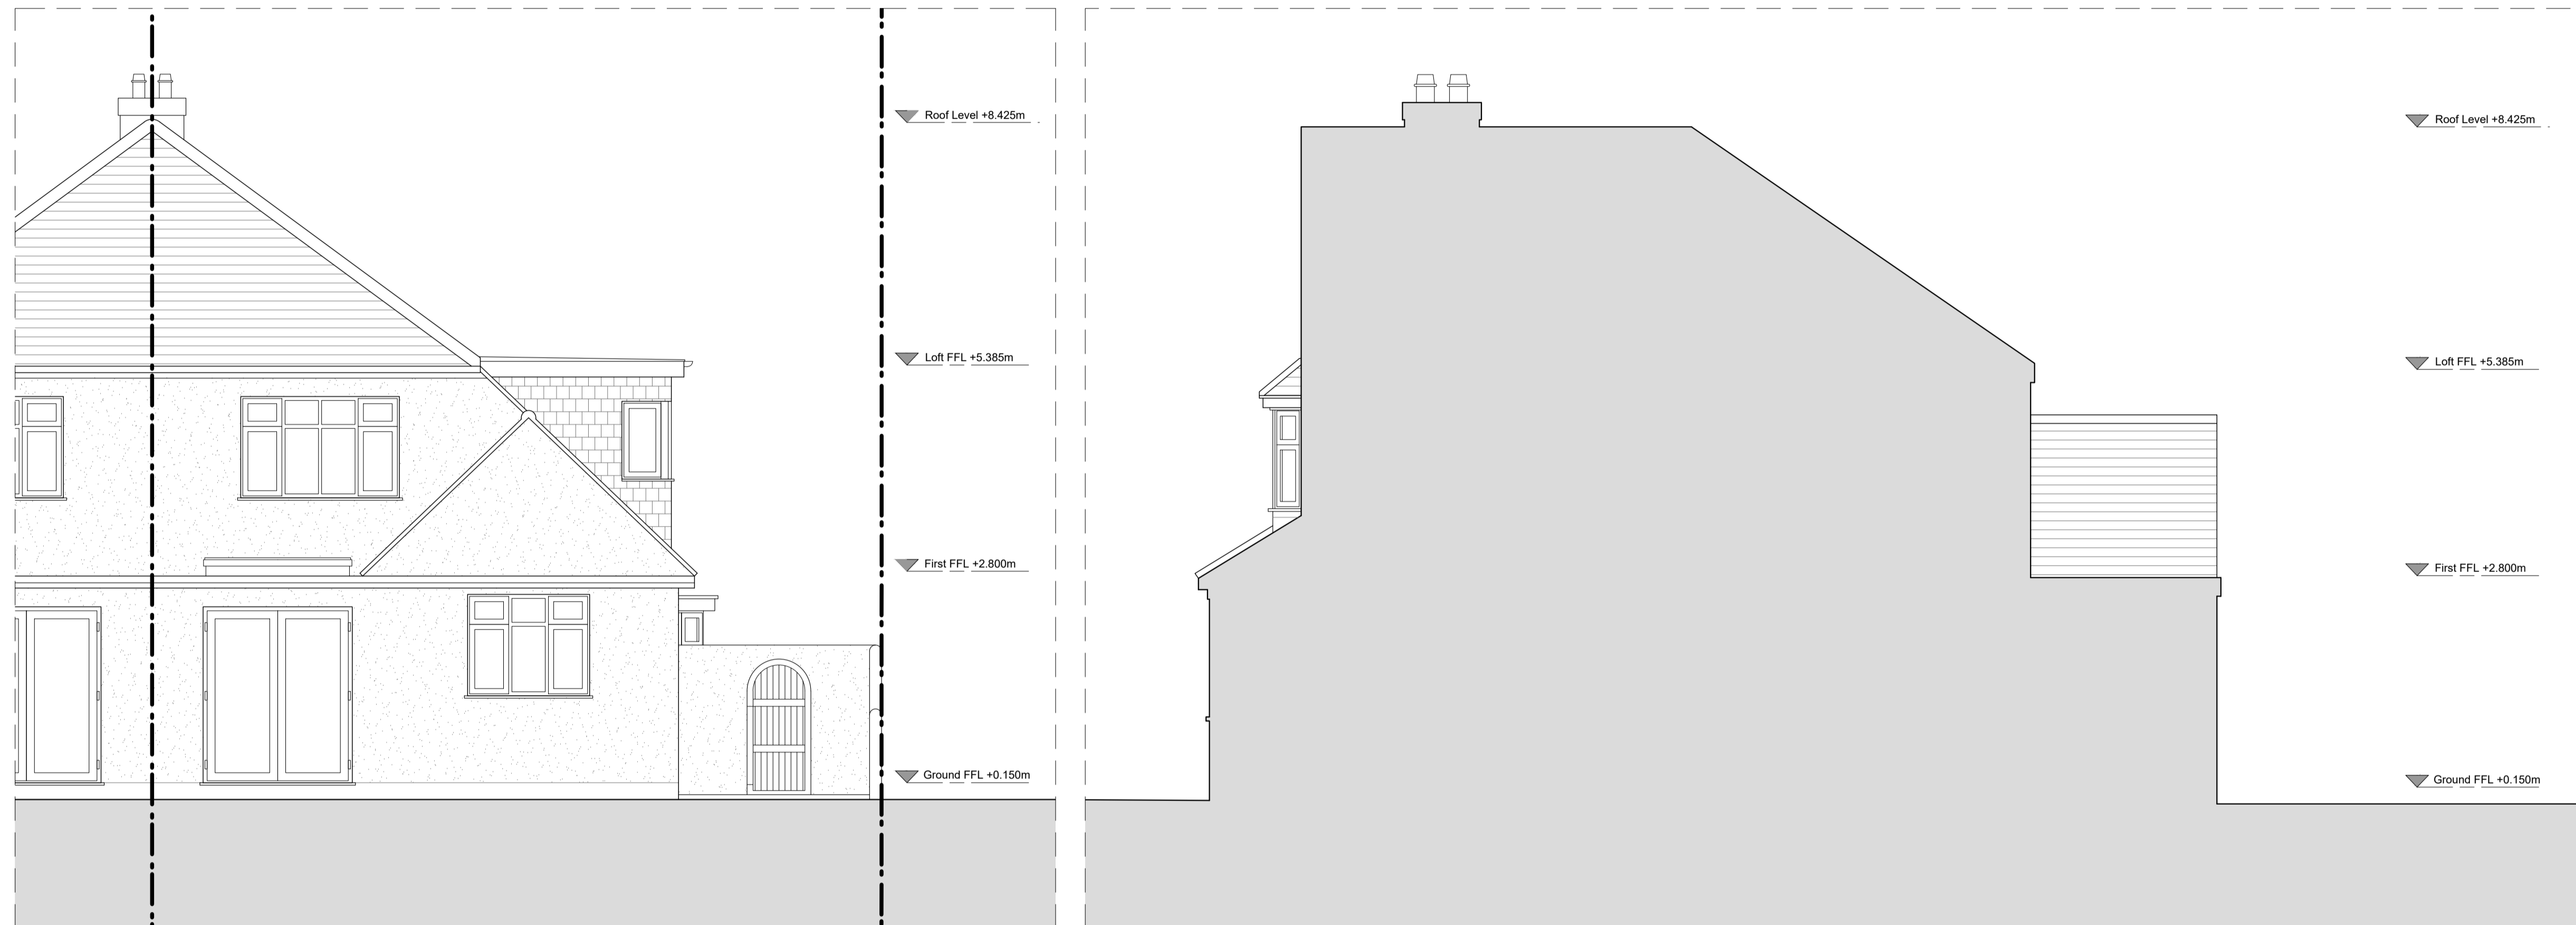 Roof Level +8.425m
Loft FFL +5.385m
First FFL +2.800m
Ground FFL +0.150m
Roof Level +8.425m
Loft FFL +5.385m
First FFL +2.800m
Ground FFL +0.150m